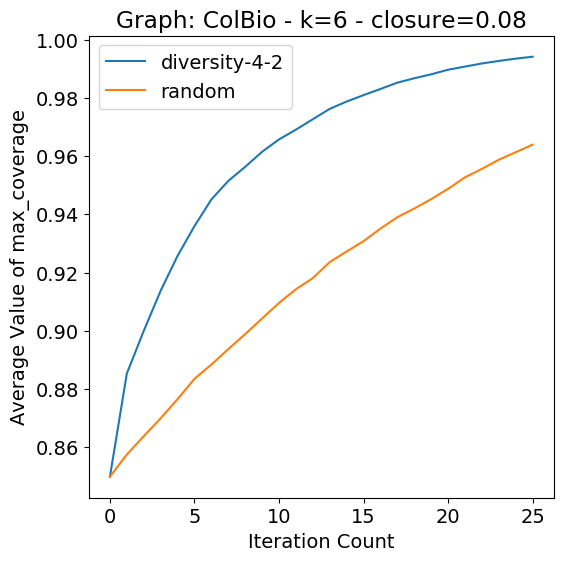 Graph: ColBio - k=6 - closure=0.08
1.00
0.98
0.96
0.94
0.92
0.90
0.88
0.86
Average Value of max_coverage
diversity-4-2
random
0 5 10 15 20 25
Iteration Count